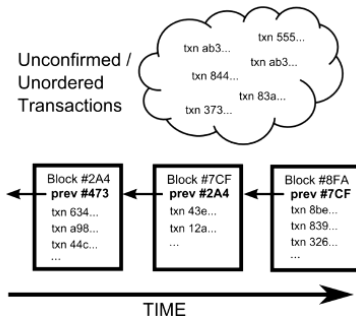 Unconfirmed /
Unordered
Transactions
txn 555...
txn ab3...
txn ab3...
txn 844...
txn 83a...
txn 373...
Block #2A4
prev #473
txn 634...
txn a98...
txn 44c...
...
Block #7CF
prev #2A4
txn 43e...
txn 12a...
...
Block #8FA
prev #7CF
txn 8be...
txn 839...
txn 326...
...
TIME